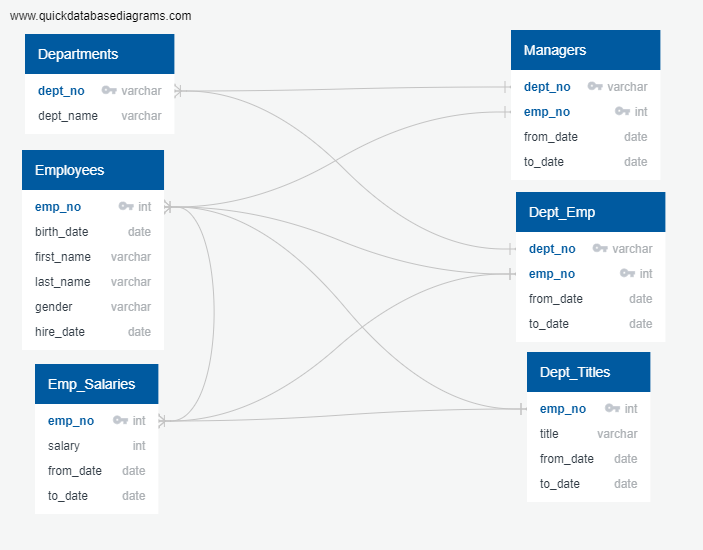 www.quickdatabasediagrams.com
Departments
dept_no varchar
dept_name varchar
Employees
emp_no int
birth_date date
first_name varchar
last_name varchar
gender varchar
hire_date date
Emp_Salaries
emp_no int
salary int
from_date date
to_date date
Managers
dept_no varchar
emp_no int
from_date date
to_date date
Dept_Emp
dept_no varchar
emp_no int
from_date date
to_date date
Dept_Titles
emp_no int
title varchar
from_date date
to_date date